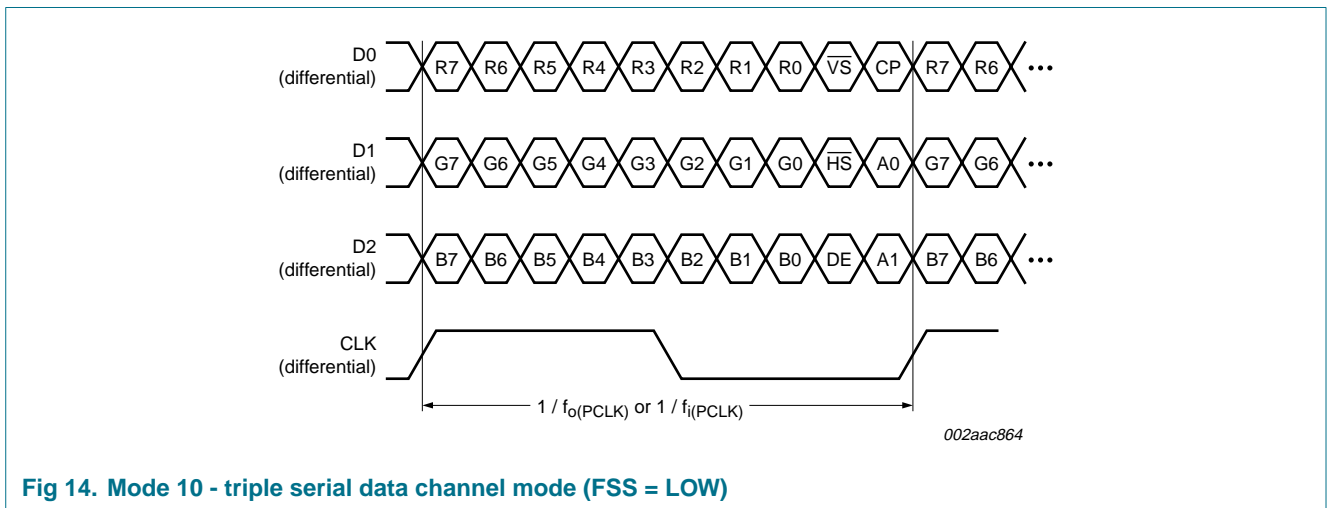 D0
(differential)
R7 R6 R5 R4 R3 R2 R1 R0 V̅S̅ CP R7 R6 ...
D1
(differential)
G7 G6 G5 G4 G3 G2 G1 G0 H̅S̅ A0 G7 G6 ...
D2
(differential)
B7 B6 B5 B4 B3 B2 B1 B0 DE A1 B7 B6 ...
CLK
(differential)
1 / fo(PCLK) or 1 / fi(PCLK)
002aac864
Fig 14. Mode 10 - triple serial data channel mode (FSS = LOW)